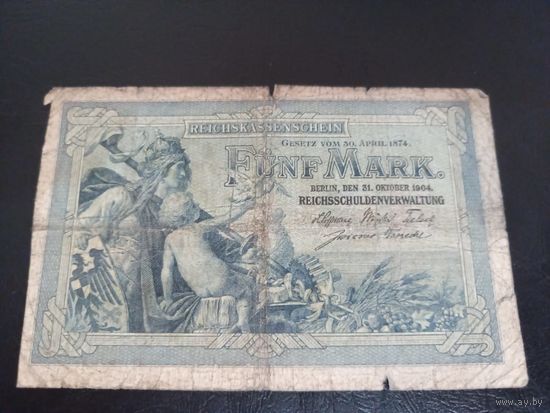 REICHSKASSENSCHEIN
GESETZ VOM 30. APRIL 1874.
FÜNF MARK.
BERLIN, DEN 31. OKTOBER 1904.
REICHSSCHULDENVERWALTUNG
www.ay.by